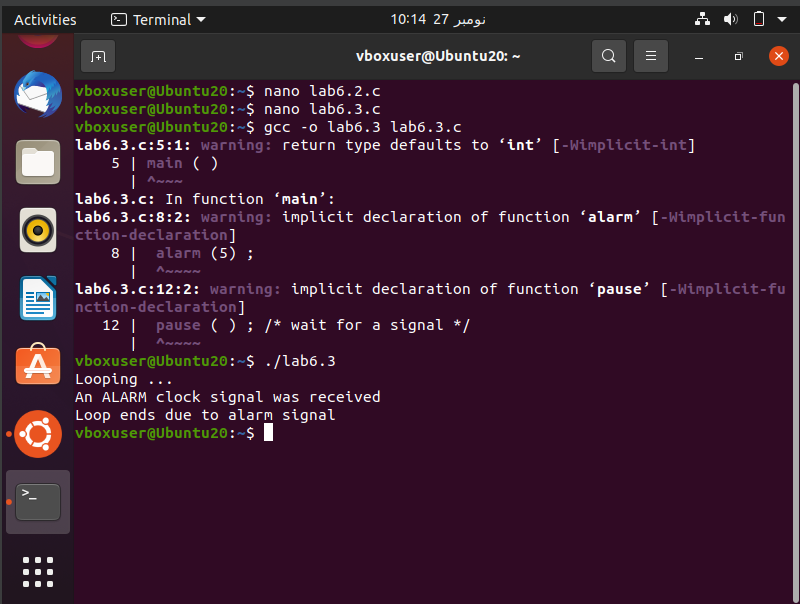 Activities Terminal 10:14 نومبر 27
vboxuser@Ubuntu20: ~
vboxuser@Ubuntu20:~$ nano lab6.2.c
vboxuser@Ubuntu20:~$ nano lab6.3.c
vboxuser@Ubuntu20:~$ gcc -o lab6.3 lab6.3.c
lab6.3.c:5:1: warning: return type defaults to ‘int’ [-Wimplicit-int]
    5 | main ( )
      | ^~~~
lab6.3.c: In function ‘main’:
lab6.3.c:8:2: warning: implicit declaration of function ‘alarm’ [-Wimplicit-fun
ction-declaration]
    8 |  alarm (5) ;
      |  ^~~~~
lab6.3.c:12:2: warning: implicit declaration of function ‘pause’ [-Wimplicit-fu
nction-declaration]
   12 |  pause ( ) ; /* wait for a signal */
      |  ^~~~~
vboxuser@Ubuntu20:~$ ./lab6.3
Looping ...
An ALARM clock signal was received
Loop ends due to alarm signal
vboxuser@Ubuntu20:~$